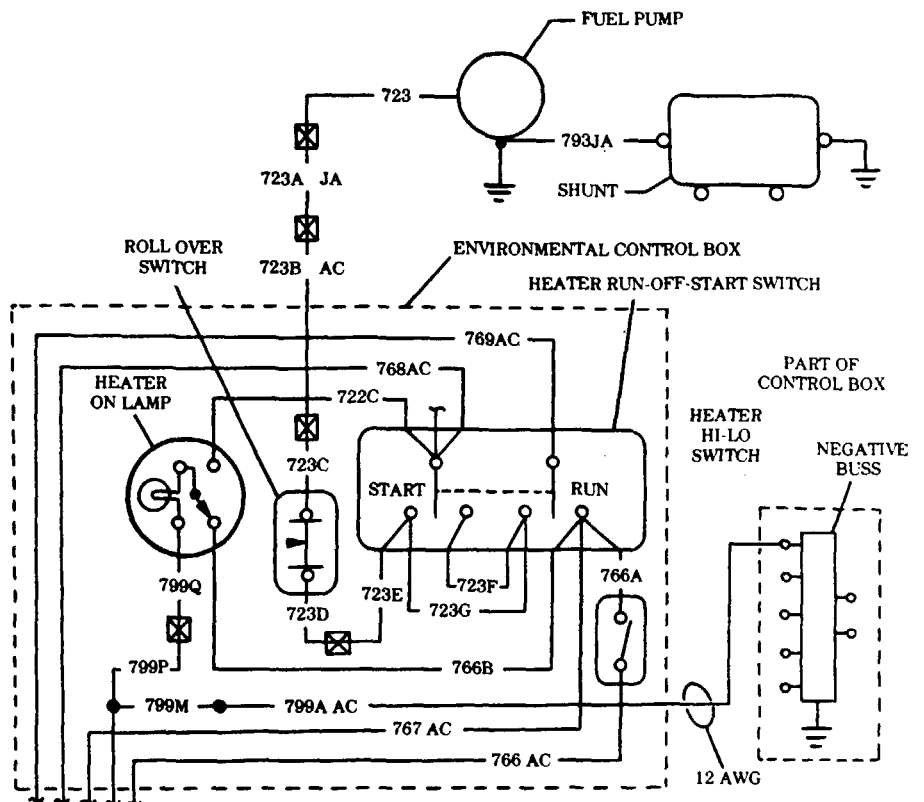 FUEL PUMP
723
793JA
723A JA
SHUNT
ROLL OVER
SWITCH
723B AC
ENVIRONMENTAL CONTROL BOX
HEATER RUN-OFF-START SWITCH
769AC
768AC
PART OF
CONTROL BOX
HEATER
ON LAMP
722C
HEATER
HI-LO
SWITCH
NEGATIVE
BUSS
723C
START
RUN
799Q
723D
723E
723F
723G
766A
799P
766B
799M
799A AC
767 AC
766 AC
12 AWG